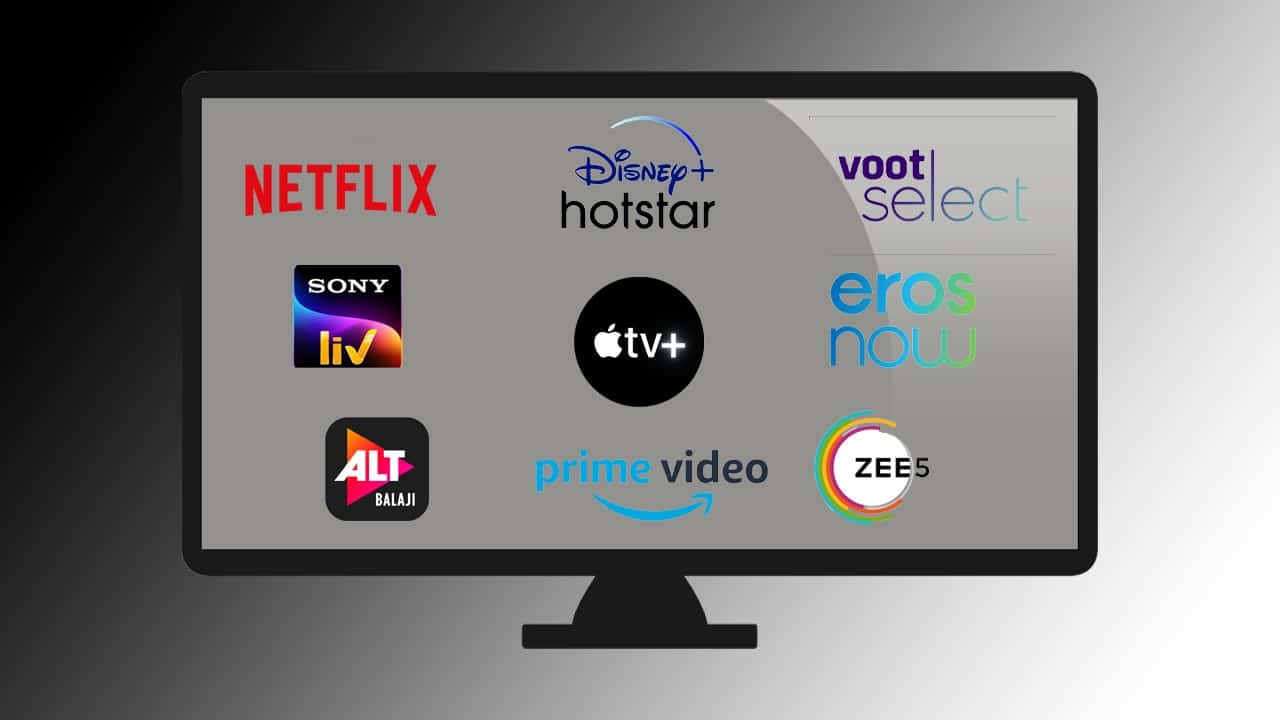 NETFLIX
Disney+
hotstar
voot
select
SONY
liv
tv+
eros
now
ALT
BALAJI
prime video
ZEE5